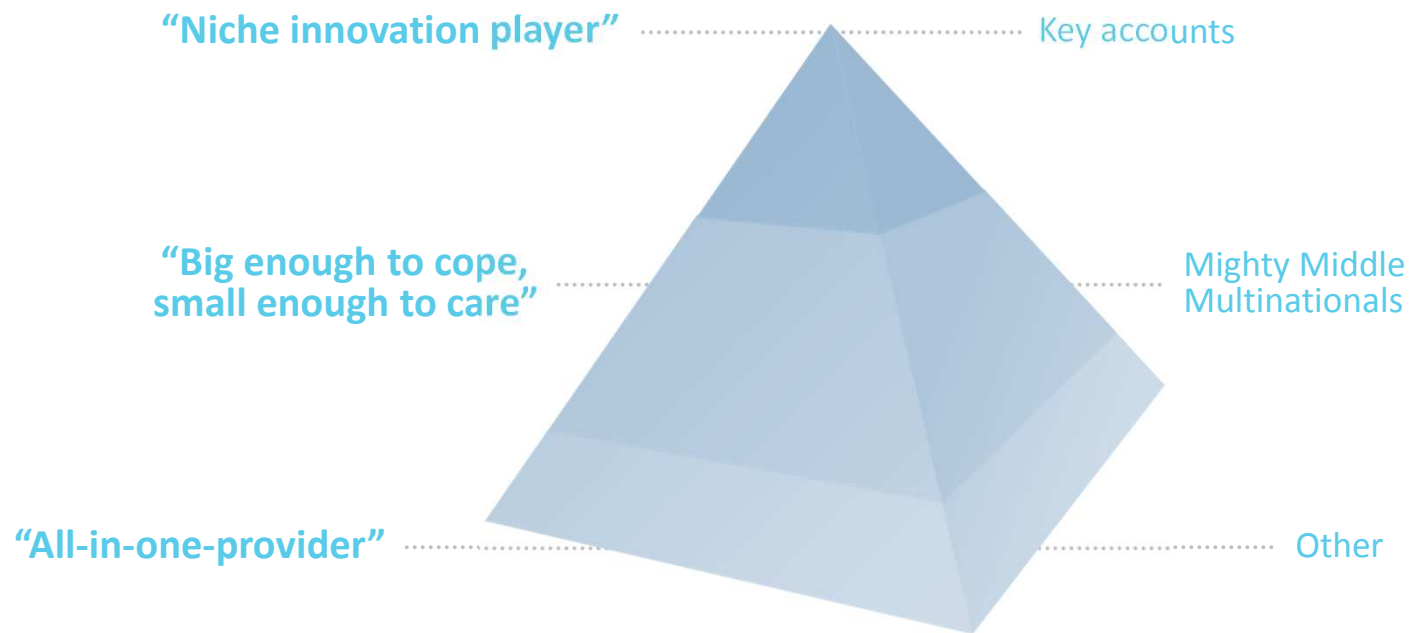 “Niche innovation player”
Key accounts
“Big enough to cope,
small enough to care”
Mighty Middle
Multinationals
“All-in-one-provider”
Other